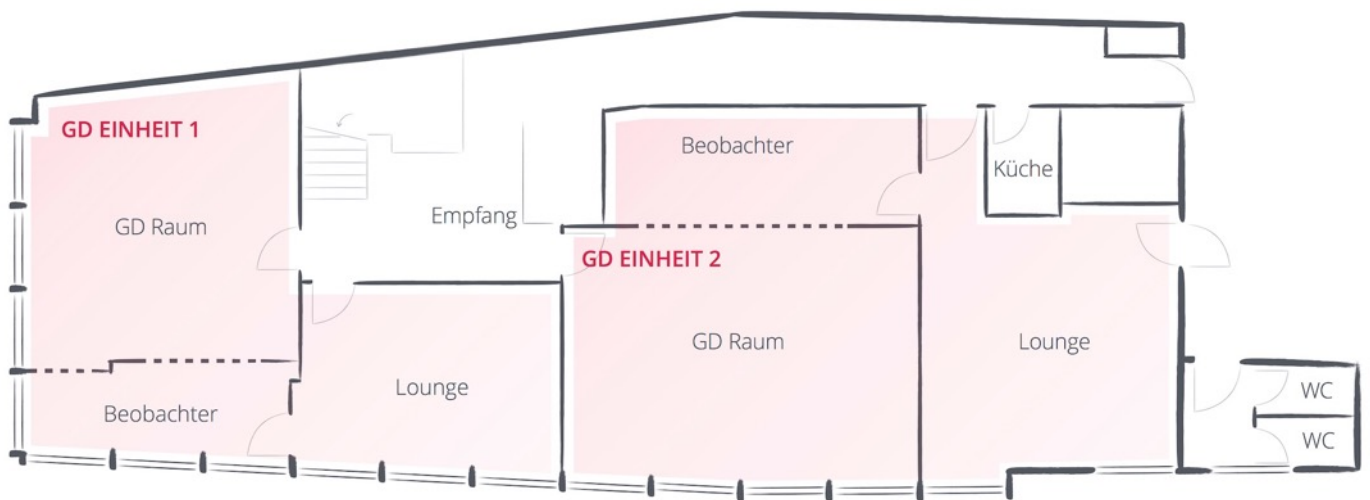 GD EINHEIT 1
GD Raum
Beobachter
Empfang
Lounge
Beobachter
GD EINHEIT 2
GD Raum
Küche
Lounge
WC
WC